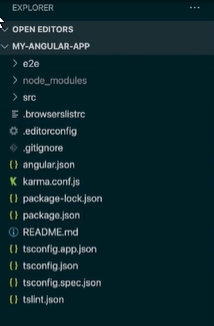 EXPLORER
OPEN EDITORS
MY-ANGULAR-APP
e2e
node_modules
src
.browserslistrc
.editorconfig
.gitignore
angular.json
karma.conf.js
package-lock.json
package.json
README.md
tsconfig.app.json
tsconfig.json
tsconfig.spec.json
tslint.json